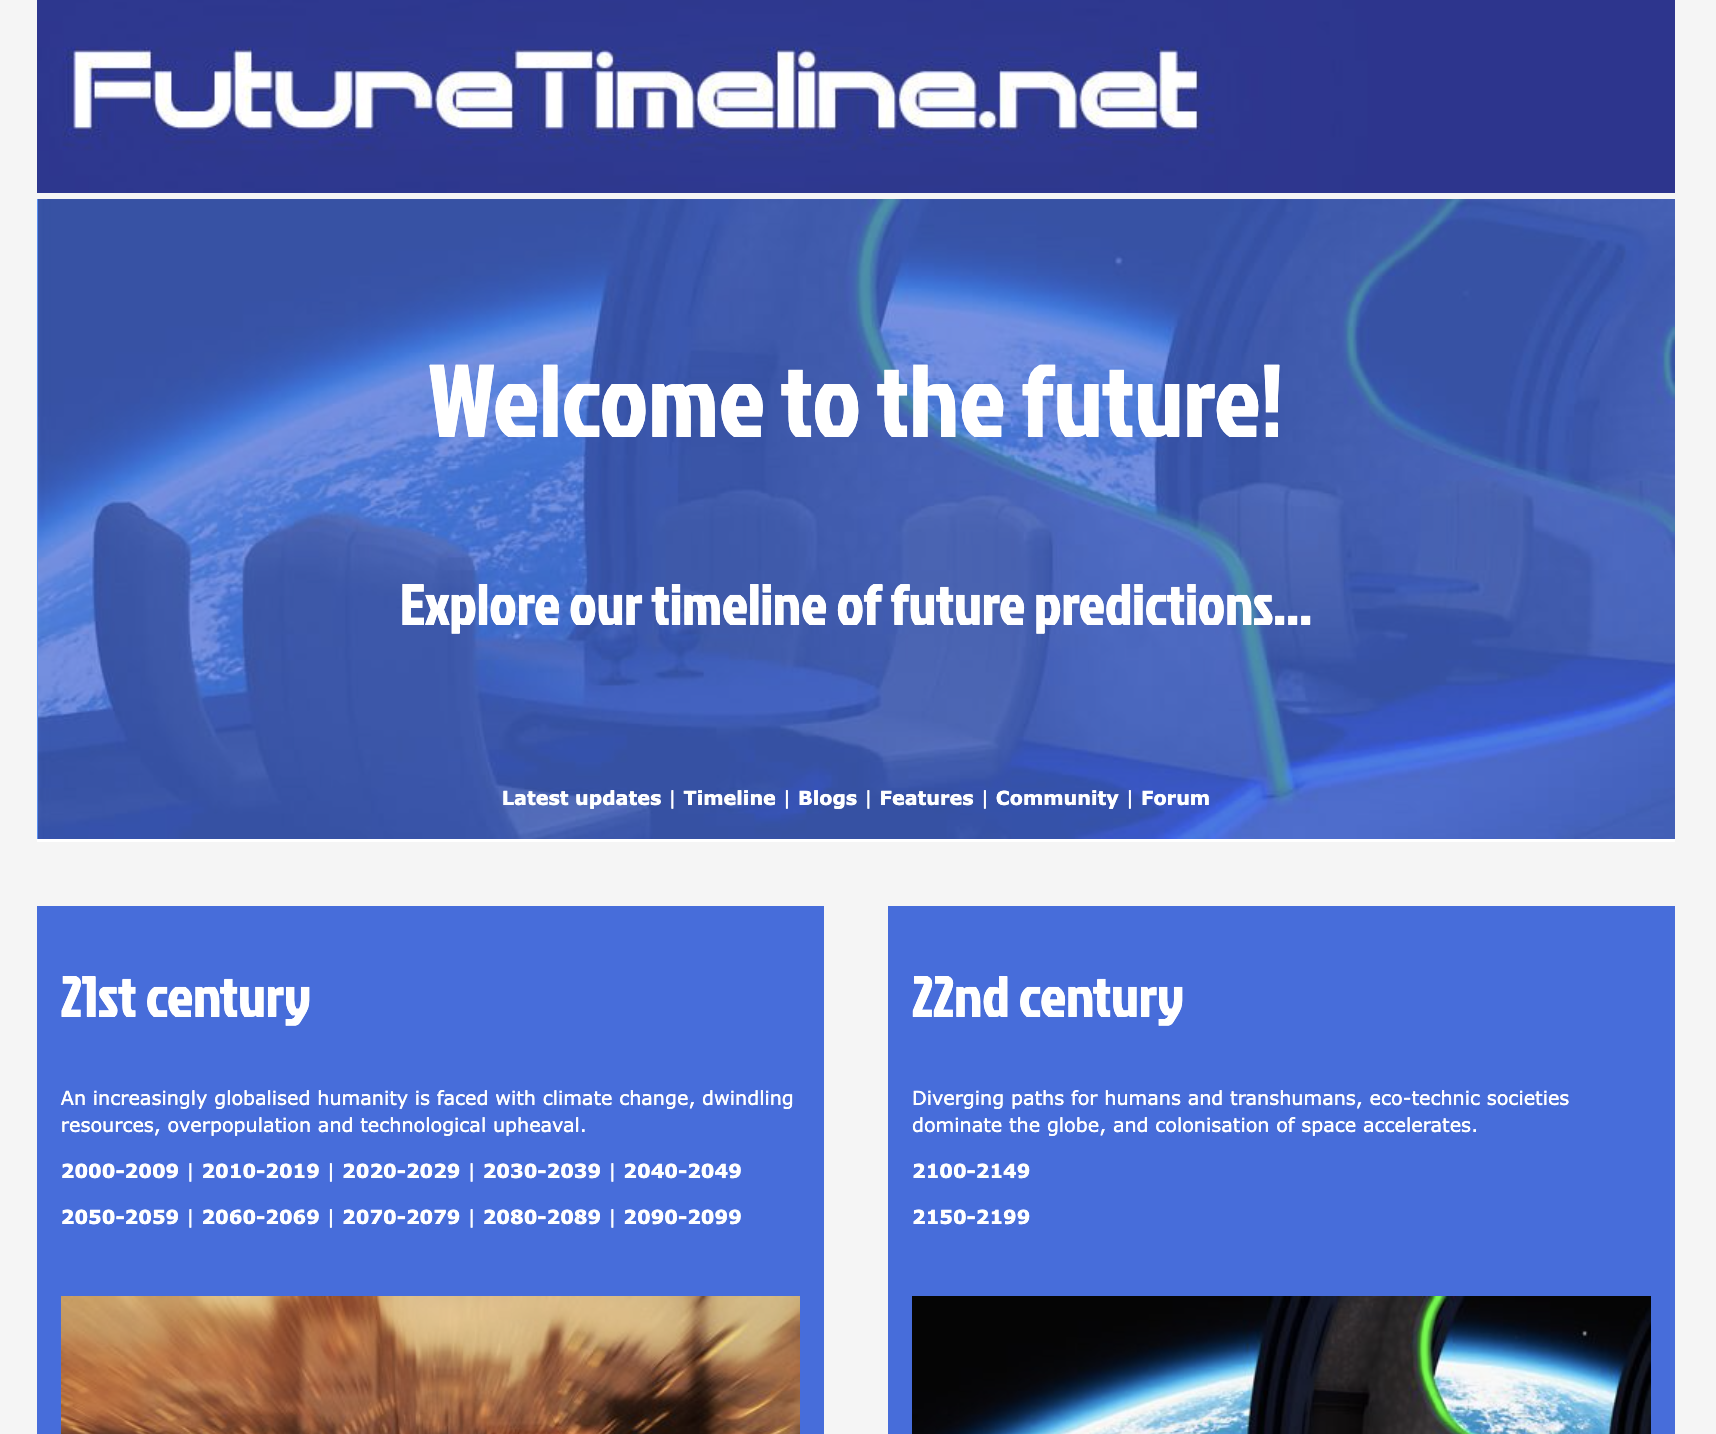 FutureTimeline.net
Welcome to the future!
Explore our timeline of future predictions...
Latest updates | Timeline | Blogs | Features | Community | Forum
21st century
An increasingly globalised humanity is faced with climate change, dwindling
resources, overpopulation and technological upheaval.
2000-2009 | 2010-2019 | 2020-2029 | 2030-2039 | 2040-2049
2050-2059 | 2060-2069 | 2070-2079 | 2080-2089 | 2090-2099
22nd century
Diverging paths for humans and transhumans, eco-technic societies
dominate the globe, and colonisation of space accelerates.
2100-2149
2150-2199